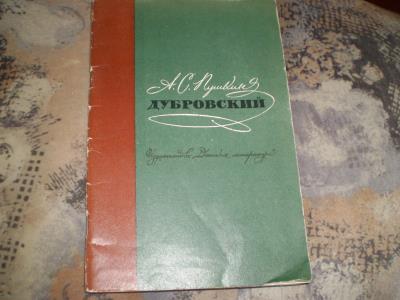 А. С. Пушкин
ДУБРОВСКИЙ
Издательство „Детская литература“